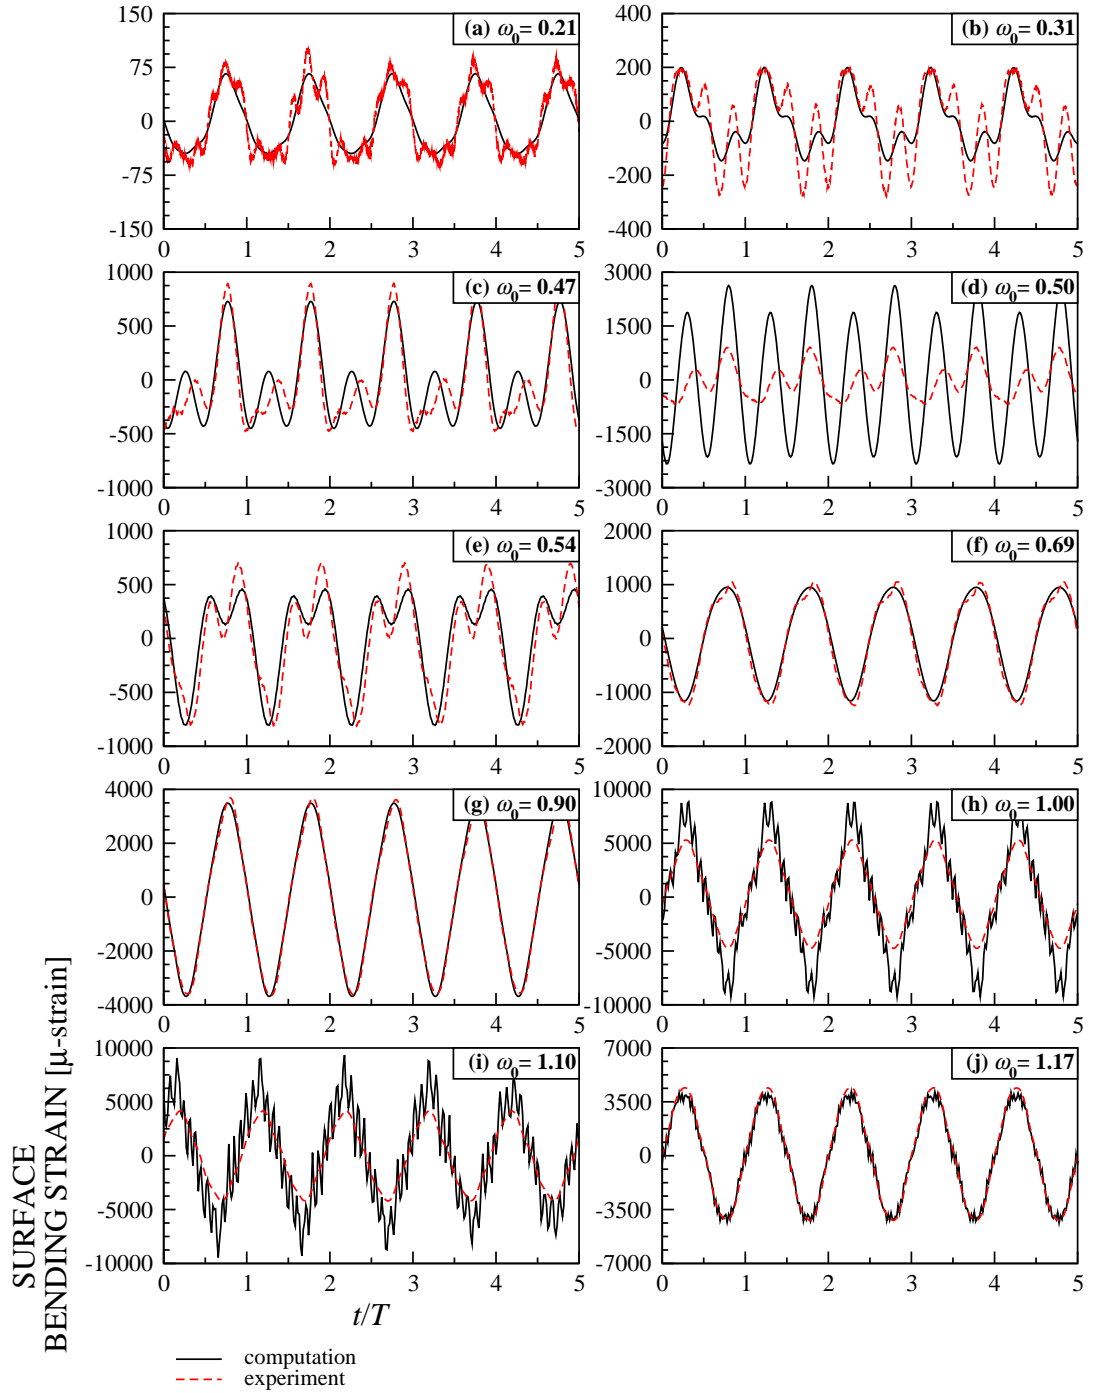 150
75
0
-75
-150
(a) ω0= 0.21
0 1 2 3 4 5
400
200
0
-200
-400
(b) ω0= 0.31
0 1 2 3 4 5
1000
500
0
-500
-1000
(c) ω0= 0.47
0 1 2 3 4 5
3000
1500
0
-1500
-3000
(d) ω0= 0.50
0 1 2 3 4 5
1000
500
0
-500
-1000
(e) ω0= 0.54
0 1 2 3 4 5
2000
1000
0
-1000
-2000
(f) ω0= 0.69
0 1 2 3 4 5
4000
2000
0
-2000
-4000
(g) ω0= 0.90
0 1 2 3 4 5
10000
5000
0
-5000
-10000
(h) ω0= 1.00
0 1 2 3 4 5
10000
5000
0
-5000
-10000
(i) ω0= 1.10
0 1 2 3 4 5
7000
3500
0
-3500
-7000
(j) ω0= 1.17
0 1 2 3 4 5
SURFACE
BENDING STRAIN [μ-strain]
t/T
computation
experiment